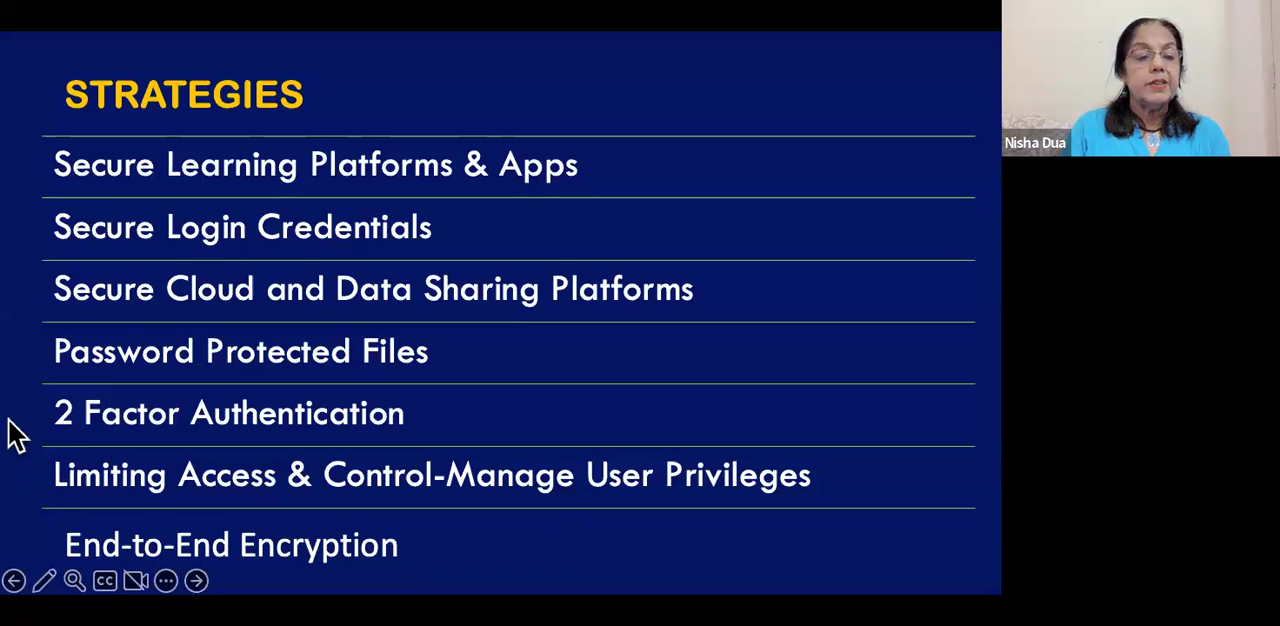 STRATEGIES
Secure Learning Platforms & Apps
Secure Login Credentials
Secure Cloud and Data Sharing Platforms
Password Protected Files
2 Factor Authentication
Limiting Access & Control-Manage User Privileges
End-to-End Encryption
CC
Nisha Dua